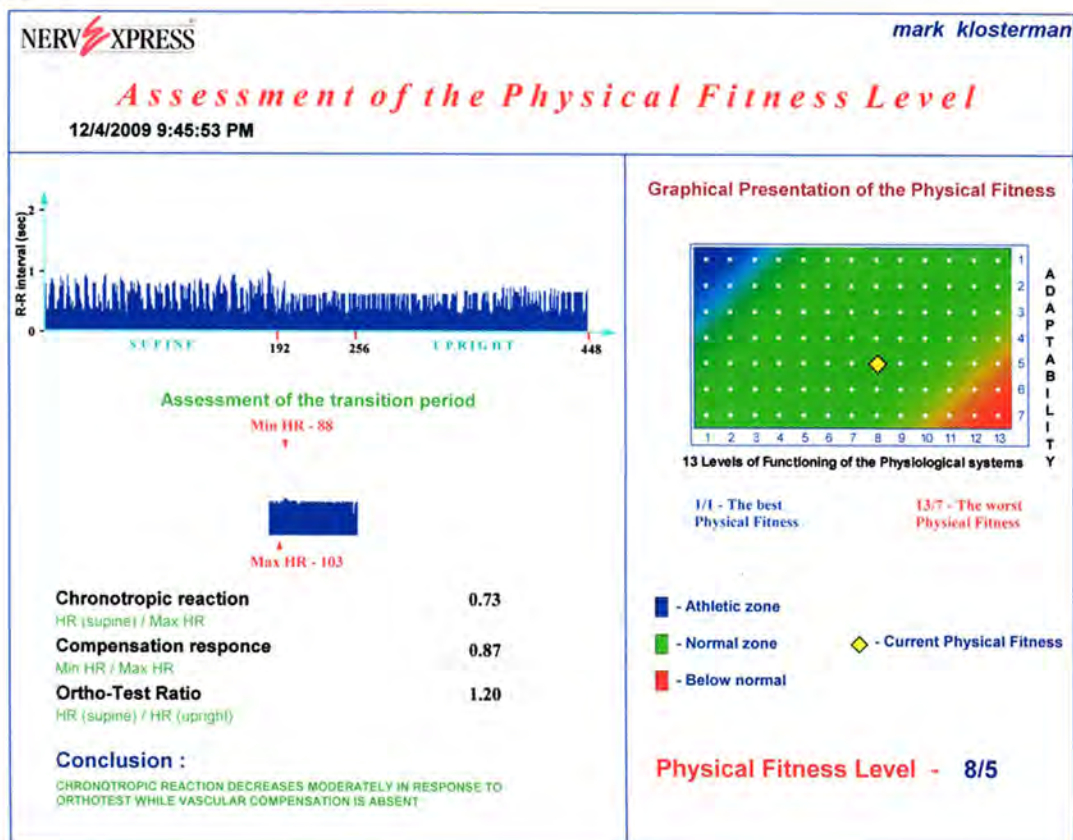 NERVEXPRESS
mark klosterman
Assessment of the Physical Fitness Level
12/4/2009 9:45:53 PM
R-R interval (sec)
2
1
0
SUPINE
192
256
UPRIGHT
448
Assessment of the transition period
Min HR - 88
Max HR - 103
Chronotropic reaction 0.73
HR (supine) / Max HR
Compensation responce 0.87
Min HR / Max HR
Ortho-Test Ratio 1.20
HR (supine) / HR (upright)
Conclusion :
CHRONOTROPIC REACTION DECREASES MODERATELY IN RESPONSE TO
ORTHOTEST WHILE VASCULAR COMPENSATION IS ABSENT
Graphical Presentation of the Physical Fitness
1
2
3
4
5
6
7
ADAPTABILITY
1 2 3 4 5 6 7 8 9 10 11 12 13
13 Levels of Functioning of the Physiological systems
1/1 - The best
Physical Fitness
13/7 - The worst
Physical Fitness
- Athletic zone
- Normal zone
- Current Physical Fitness
- Below normal
Physical Fitness Level - 8/5